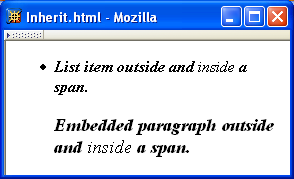 Inherit.html - Mozilla
List item outside and inside a
span.
Embedded paragraph outside
and inside a span.